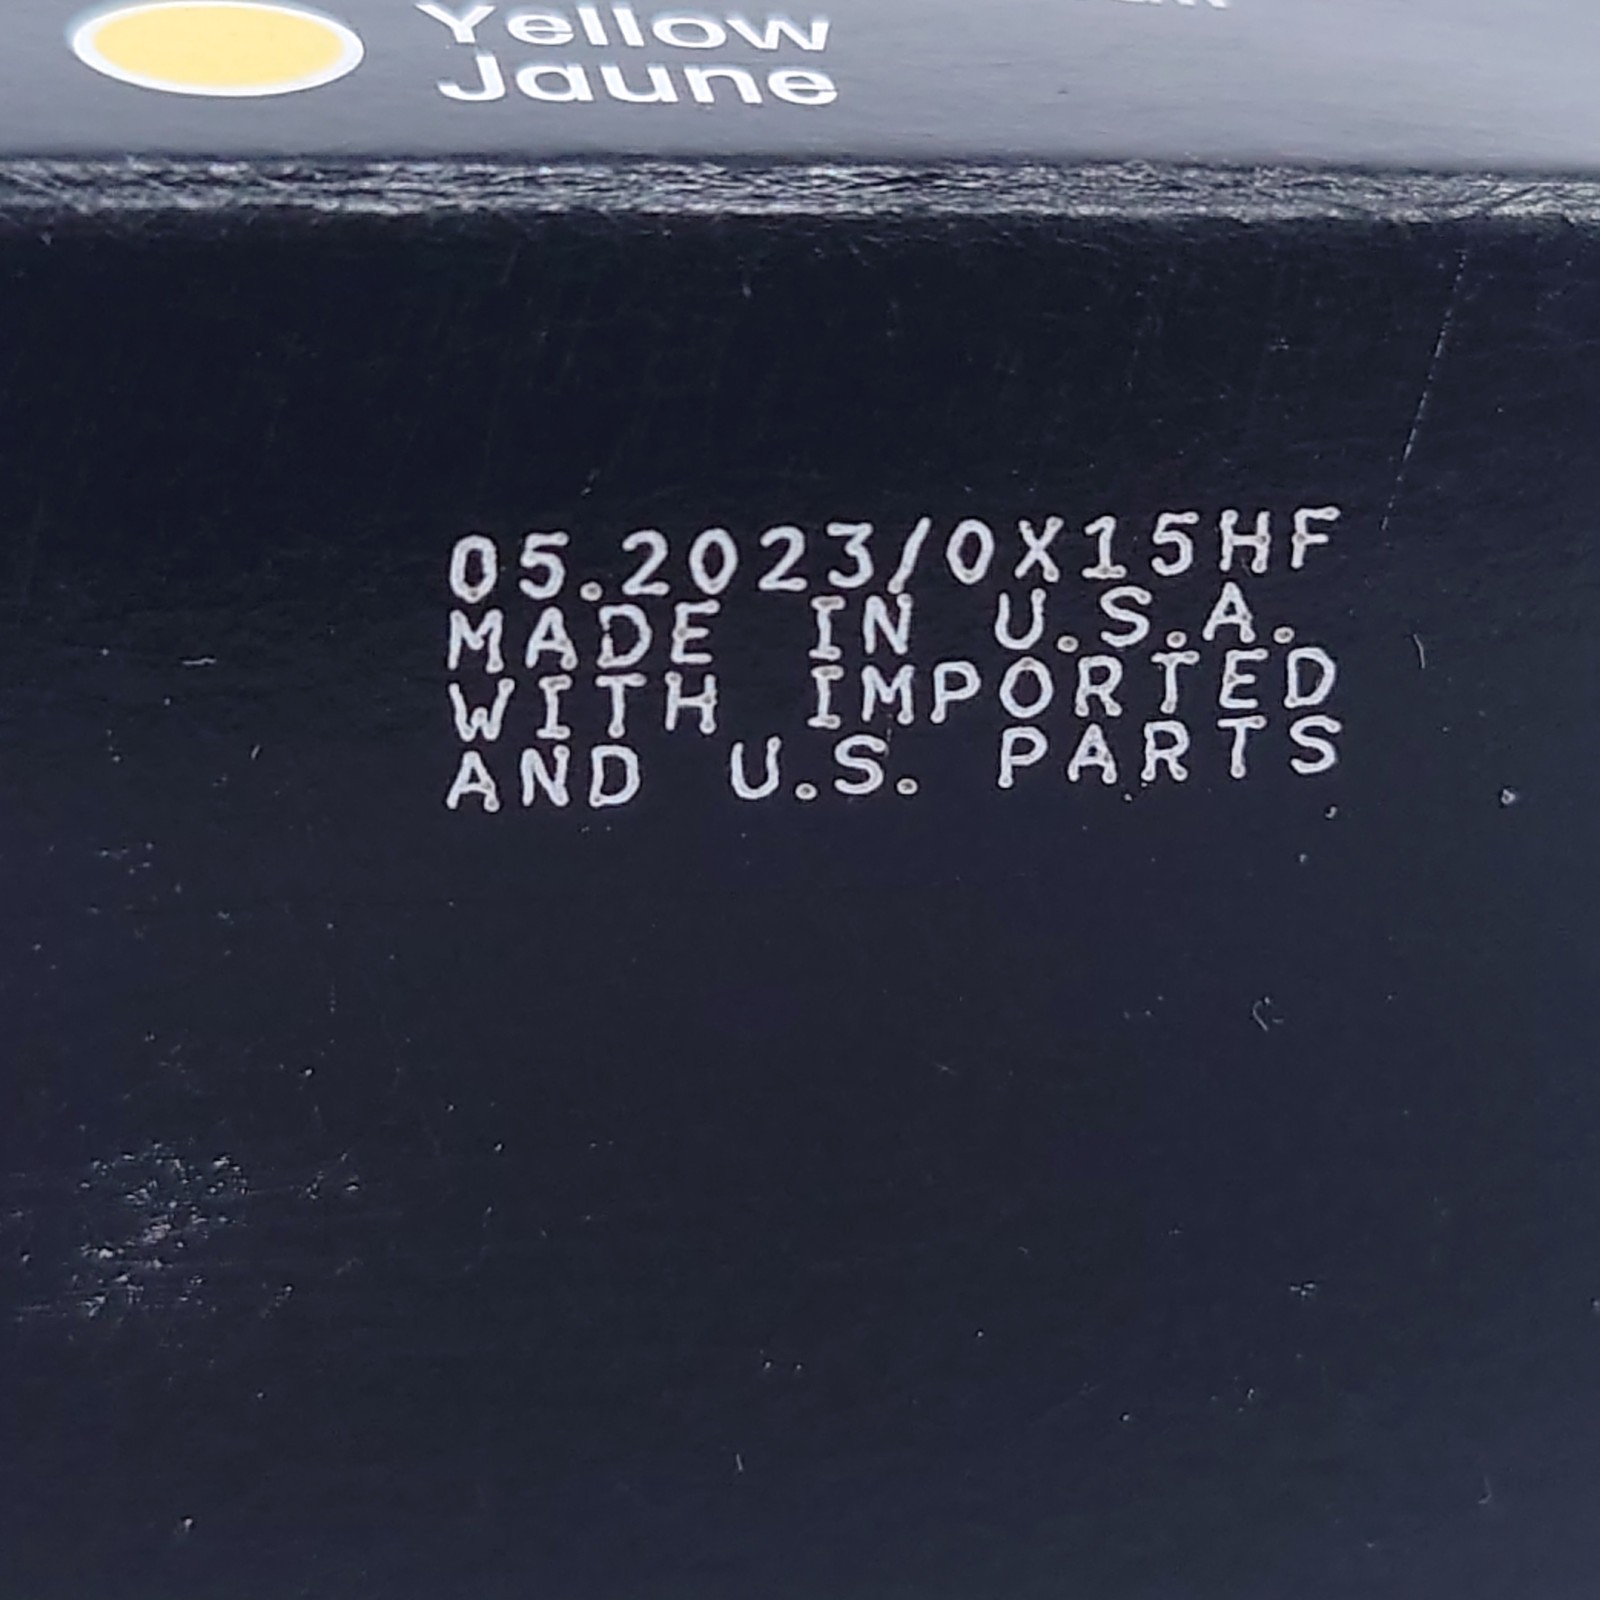 Yellow
Jaune
05.2023/0X15HF
MADE IN U.S.A.
WITH IMPORTED
AND U.S. PARTS